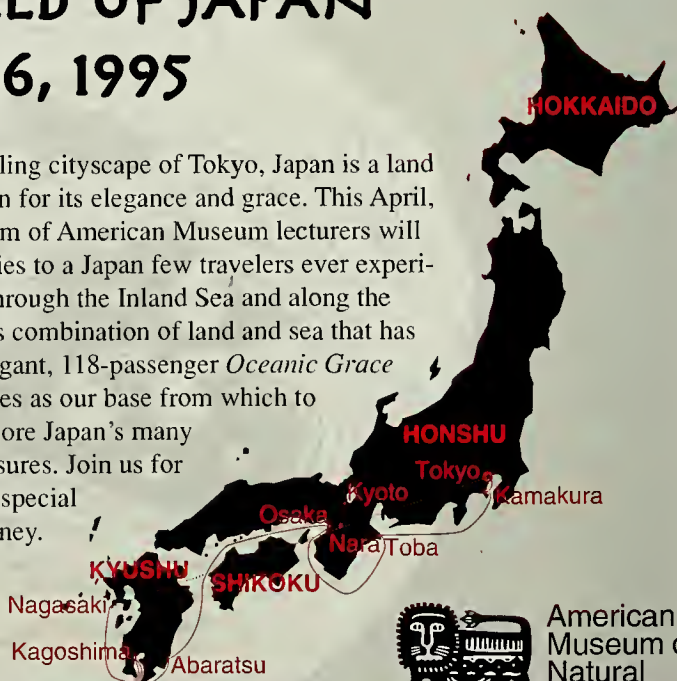 OF JAPAN
6, 1995
ling cityscape of Tokyo, Japan is a land
n for its elegance and grace. This April,
m of American Museum lecturers will
ies to a Japan few travelers ever experi-
hrough the Inland Sea and along the
s combination of land and sea that has
gant, 118-passenger Oceanic Grace
es as our base from which to
ore Japan's many
sures. Join us for
special
ney.
HOKKAIDO
HONSHU
Tokyo
Kamakura
Kyoto
Osaka
Nara
Toba
KYUSHU
SHIKOKU
Nagasaki
Kagoshima
Abaratsu
American
Museum o
Natural